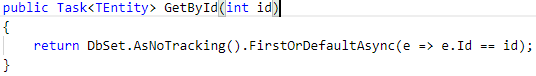 public Task<TEntity> GetById(int id)
{
    return DbSet.AsNoTracking().FirstOrDefaultAsync(e => e.Id == id);
}